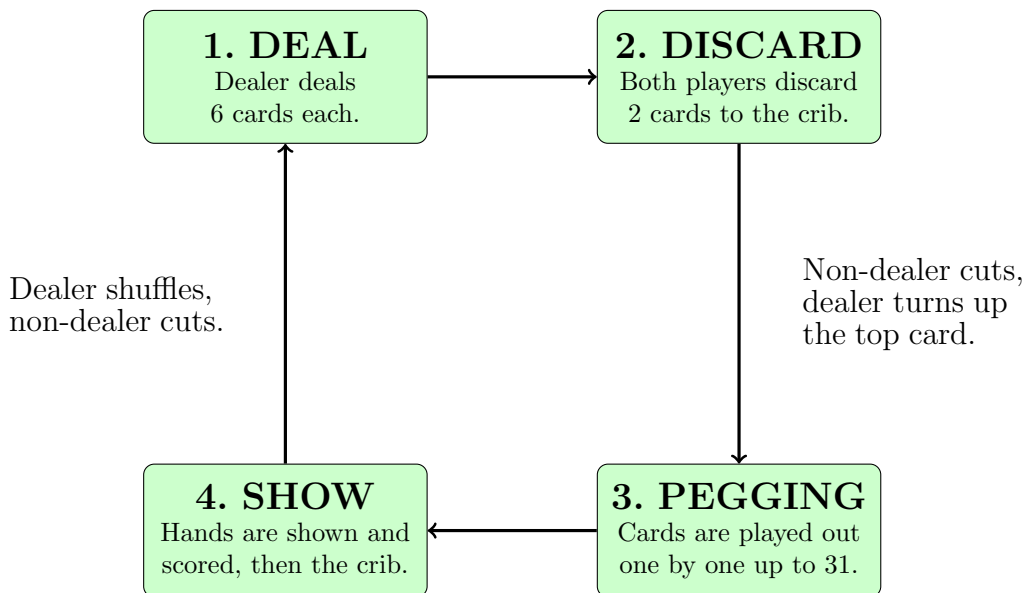 1. DEAL
Dealer deals
6 cards each.
2. DISCARD
Both players discard
2 cards to the crib.
Dealer shuffles,
non-dealer cuts.
Non-dealer cuts,
dealer turns up
the top card.
4. SHOW
Hands are shown and
scored, then the crib.
3. PEGGING
Cards are played out
one by one up to 31.